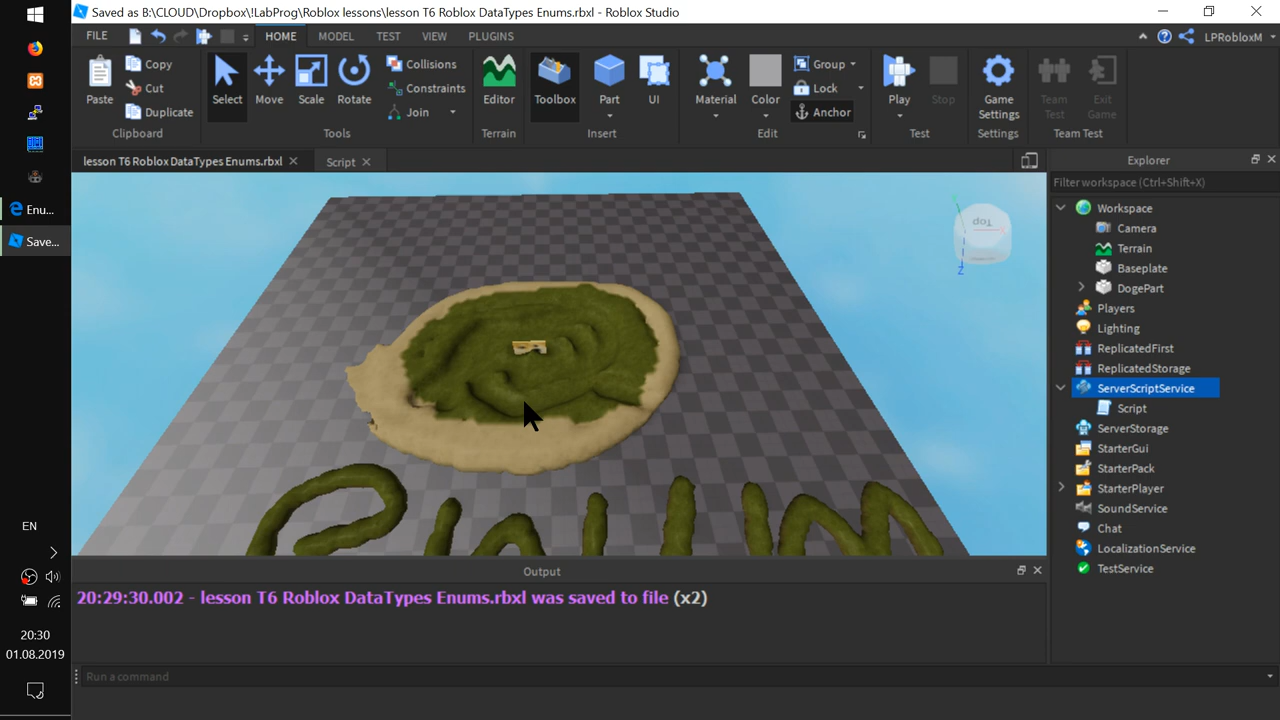 Saved as B:\CLOUD\Dropbox\!LabProg\Roblox lessons\lesson T6 Roblox DataTypes Enums.rbxl - Roblox Studio
FILE HOME MODEL TEST VIEW PLUGINS LPRobloxM
Paste Copy Cut Duplicate Clipboard
Select Move Scale Rotate Collisions Constraints Join Tools
Editor Terrain
Toolbox Part UI Insert
Material Color Group Lock Anchor Edit
Play Stop Test
Game Settings Settings
Team Test Exit Game Team Test
lesson T6 Roblox DataTypes Enums.rbxl Script
Top
Z
Explorer
Filter workspace (Ctrl+Shift+X)
Workspace
Camera
Terrain
Baseplate
DogePart
Players
Lighting
ReplicatedFirst
ReplicatedStorage
ServerScriptService
Script
ServerStorage
StarterGui
StarterPack
StarterPlayer
SoundService
Chat
LocalizationService
TestService
Output
20:29:30.002 - lesson T6 Roblox DataTypes Enums.rbxl was saved to file (x2)
Run a command
Enu...
Save...
EN
20:30
01.08.2019